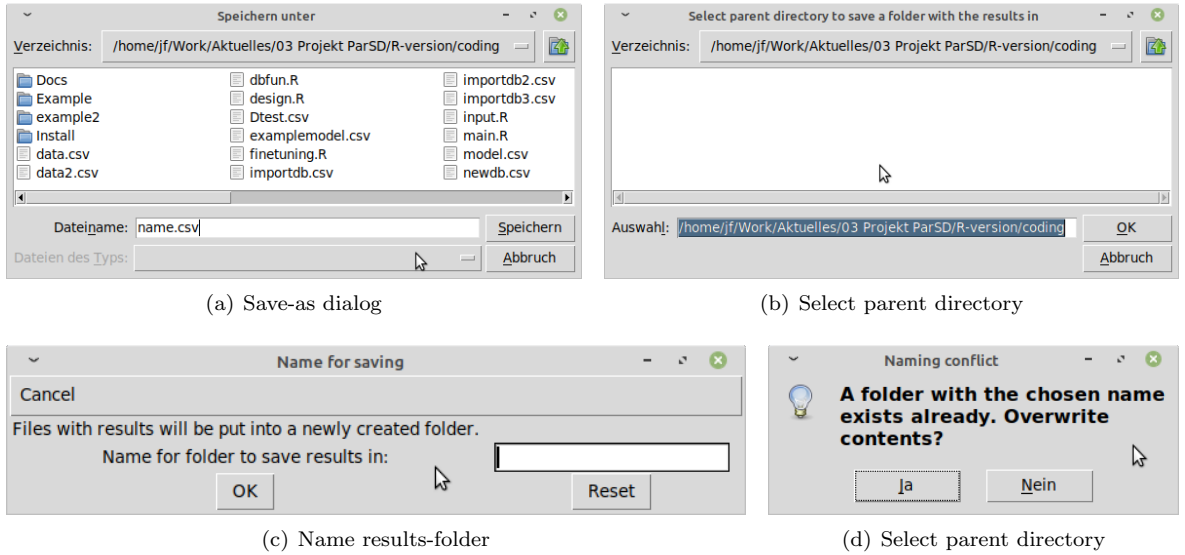 Speichern unter
Verzeichnis: /home/jf/Work/Aktuelles/03 Projekt ParSD/R-version/coding
Docs dbfun.R importdb2.csv
Example design.R importdb3.csv
example2 Dtest.csv input.R
Install examplemodel.csv main.R
data.csv finetuning.R model.csv
data2.csv importdb.csv newdb.csv
Dateiname: name.csv Speichern
Dateien des Typs: Abbruch
(a) Save-as dialog
Select parent directory to save a folder with the results in
Verzeichnis: /home/jf/Work/Aktuelles/03 Projekt ParSD/R-version/coding
Auswahl: /home/jf/Work/Aktuelles/03 Projekt ParSD/R-version/coding OK
Abbruch
(b) Select parent directory
Name for saving
Cancel
Files with results will be put into a newly created folder.
Name for folder to save results in:
OK Reset
(c) Name results-folder
Naming conflict
A folder with the chosen name
exists already. Overwrite
contents?
Ja Nein
(d) Select parent directory